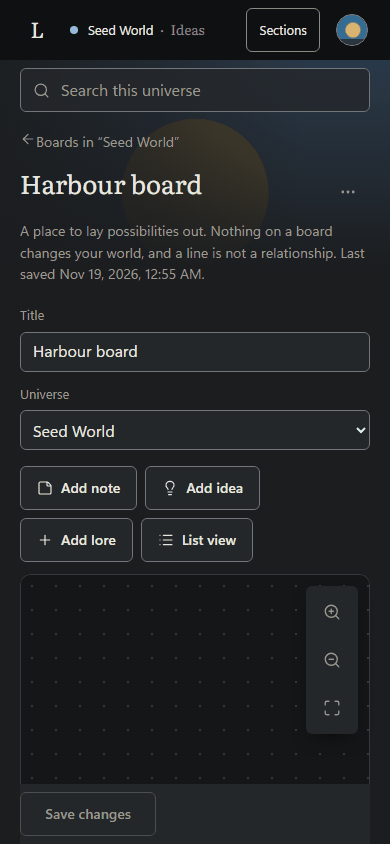 L
Seed World · Ideas
Sections
Search this universe
Boards in “Seed World”
Harbour board
A place to lay possibilities out. Nothing on a board
changes your world, and a line is not a relationship. Last
saved Nov 19, 2026, 12:55 AM.
Title
Harbour board
Universe
Seed World
Add note
Add idea
Add lore
List view
Save changes